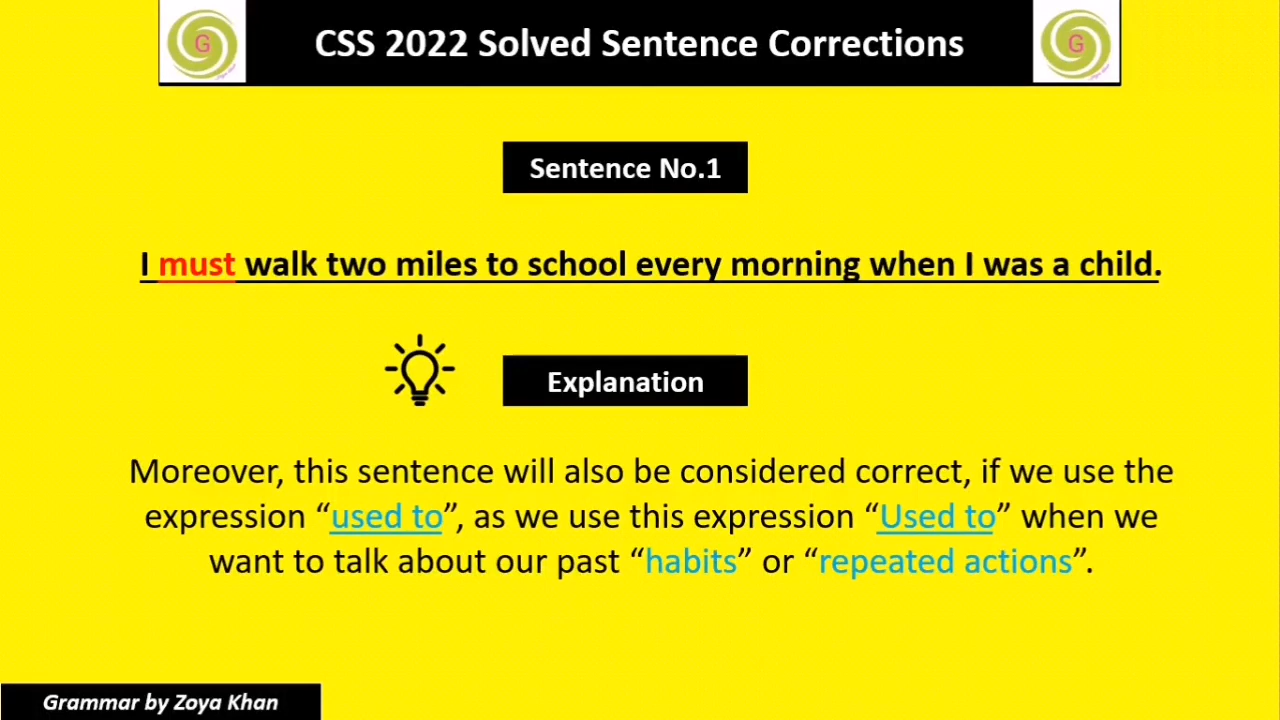 G
CSS 2022 Solved Sentence Corrections
G
Sentence No.1
I must walk two miles to school every morning when I was a child.
Explanation
Moreover, this sentence will also be considered correct, if we use the
expression “used to”, as we use this expression “Used to” when we
want to talk about our past “habits” or “repeated actions”.
Grammar by Zoya Khan